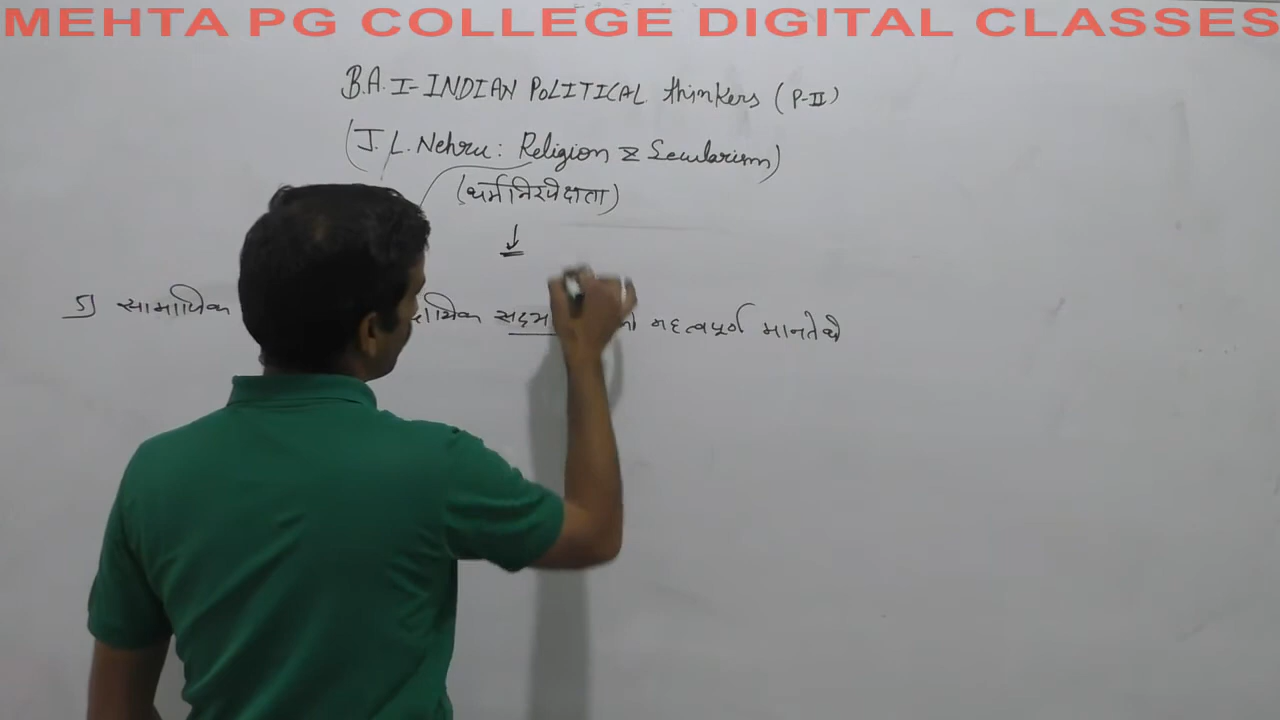 MEHTA PG COLLEGE DIGITAL CLASSES
B.A. I- INDIAN POLITICAL thinkers (P-II)
(J.L. Nehru: Religion & Secularism)
(धर्मनिरपेक्षता)
5) सामाजिक महत्वपूर्ण मानते थे